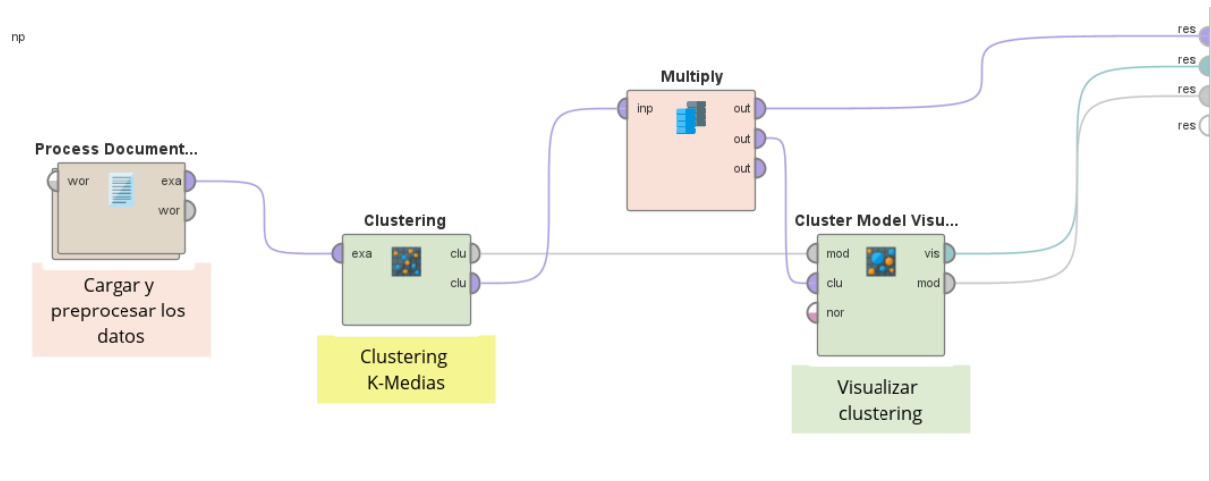 np
res
res
res
res
Multiply
inp
out
out
out
Process Document...
wor
exa
wor
Cargar y
preprocesar los
datos
Clustering
exa
clu
clu
Clustering
K-Medias
Cluster Model Visu...
mod
vis
clu
mod
nor
Visualizar
clustering